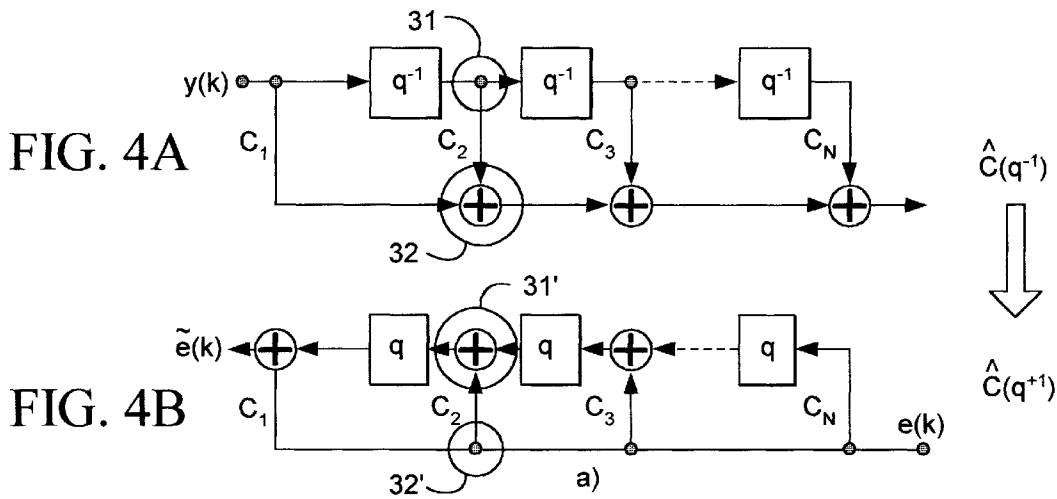 31
y(k)
q⁻¹
q⁻¹
q⁻¹
FIG. 4A
C₁
C₂
C₃
C_N
Ĉ(q⁻¹)
32
31'
ẽ(k)
q
q
q
Ĉ(q⁺¹)
FIG. 4B
C₁
C₂
C₃
C_N
e(k)
32'
a)